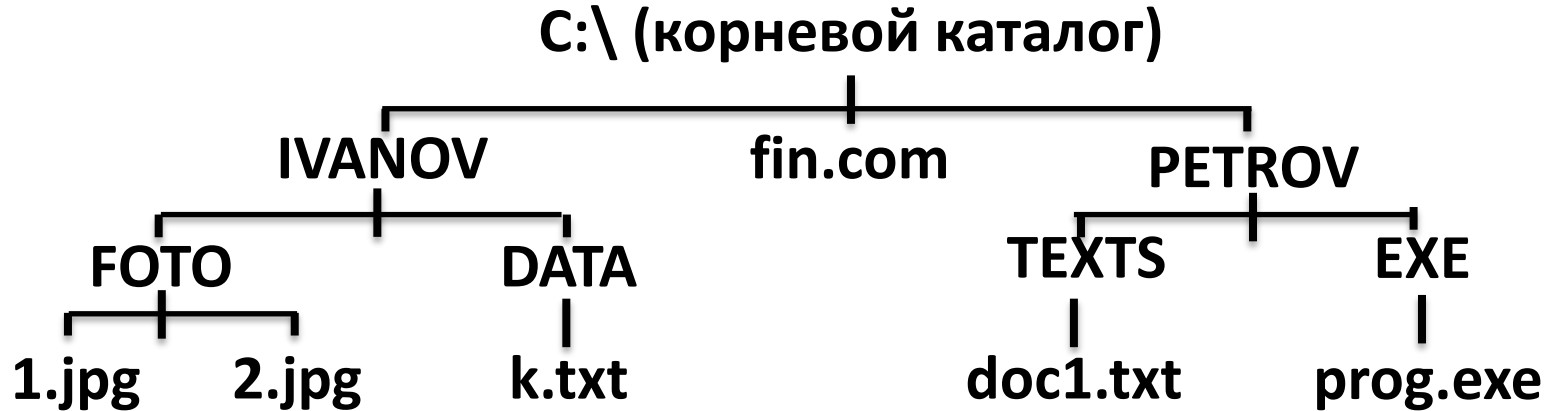 C:\ (корневой каталог)
IVANOV fin.com PETROV
FOTO DATA TEXTS EXE
1.jpg 2.jpg k.txt doc1.txt prog.exe